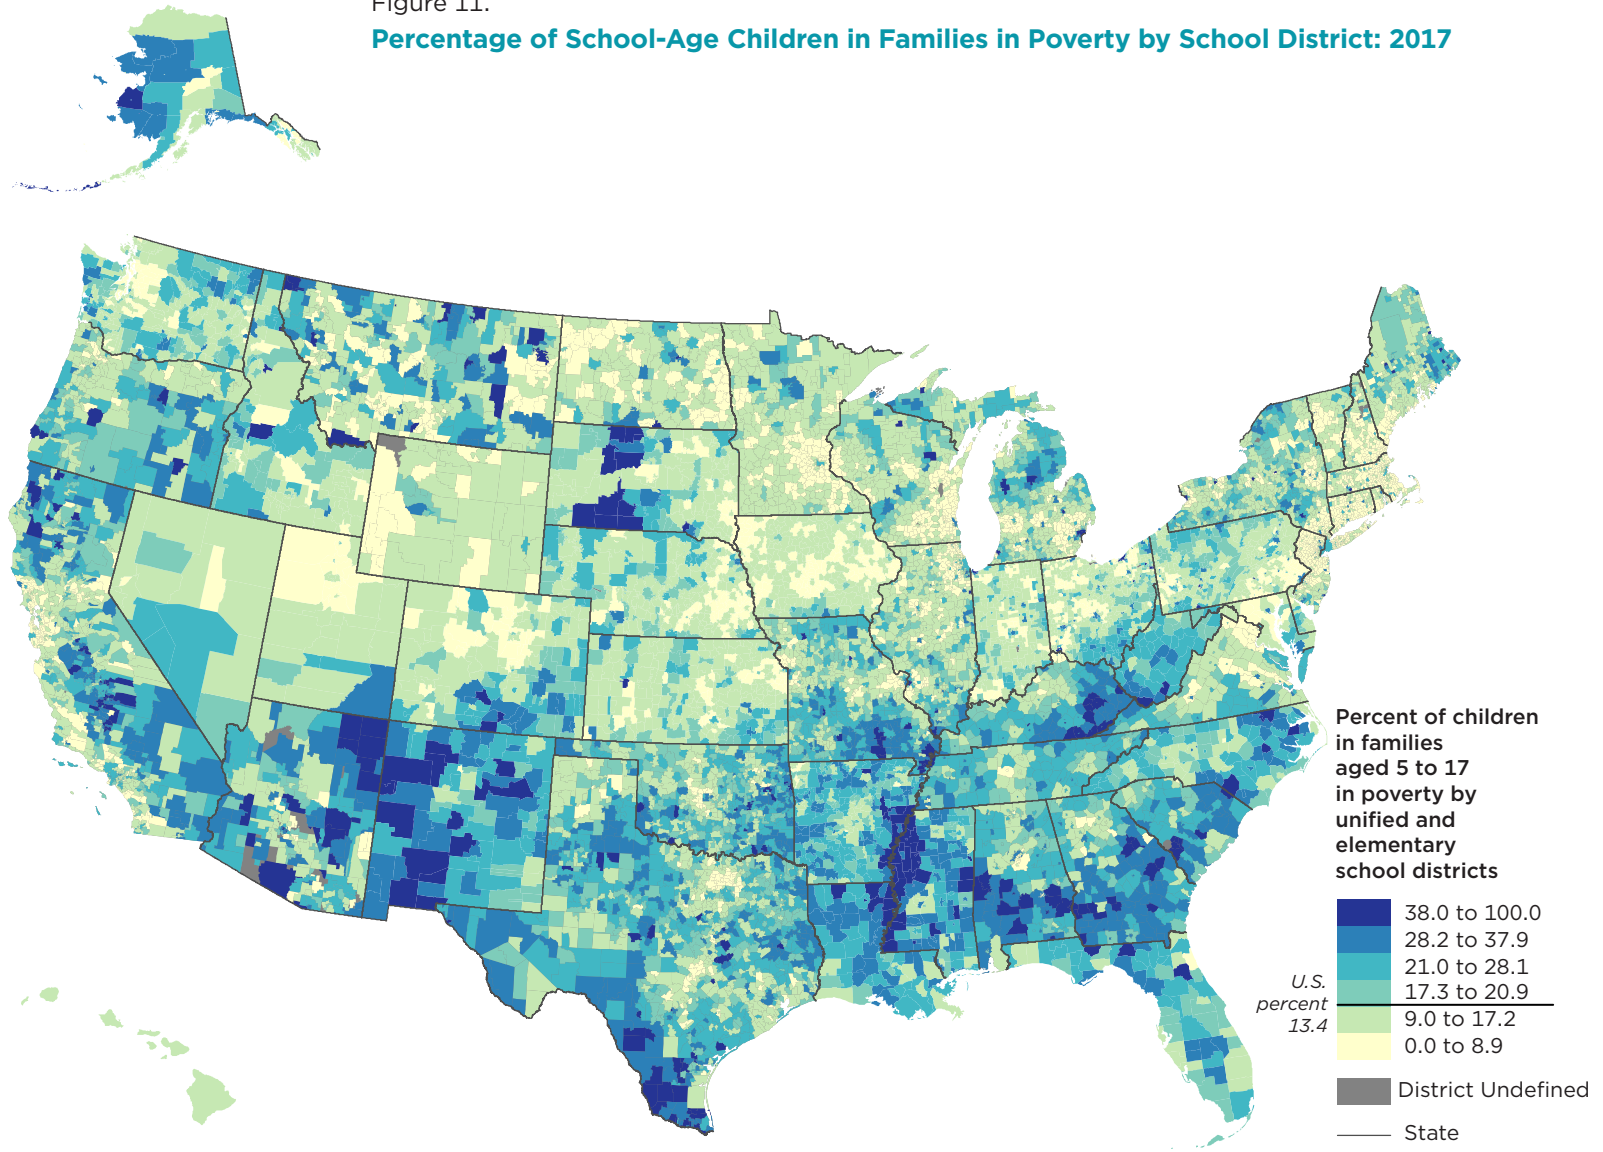 Figure 11.
Percentage of School-Age Children in Families in Poverty by School District: 2017
Percent of children
in families
aged 5 to 17
in poverty by
unified and
elementary
school districts
38.0 to 100.0
28.2 to 37.9
21.0 to 28.1
17.3 to 20.9
U.S.
percent
13.4
9.0 to 17.2
0.0 to 8.9
District Undefined
State